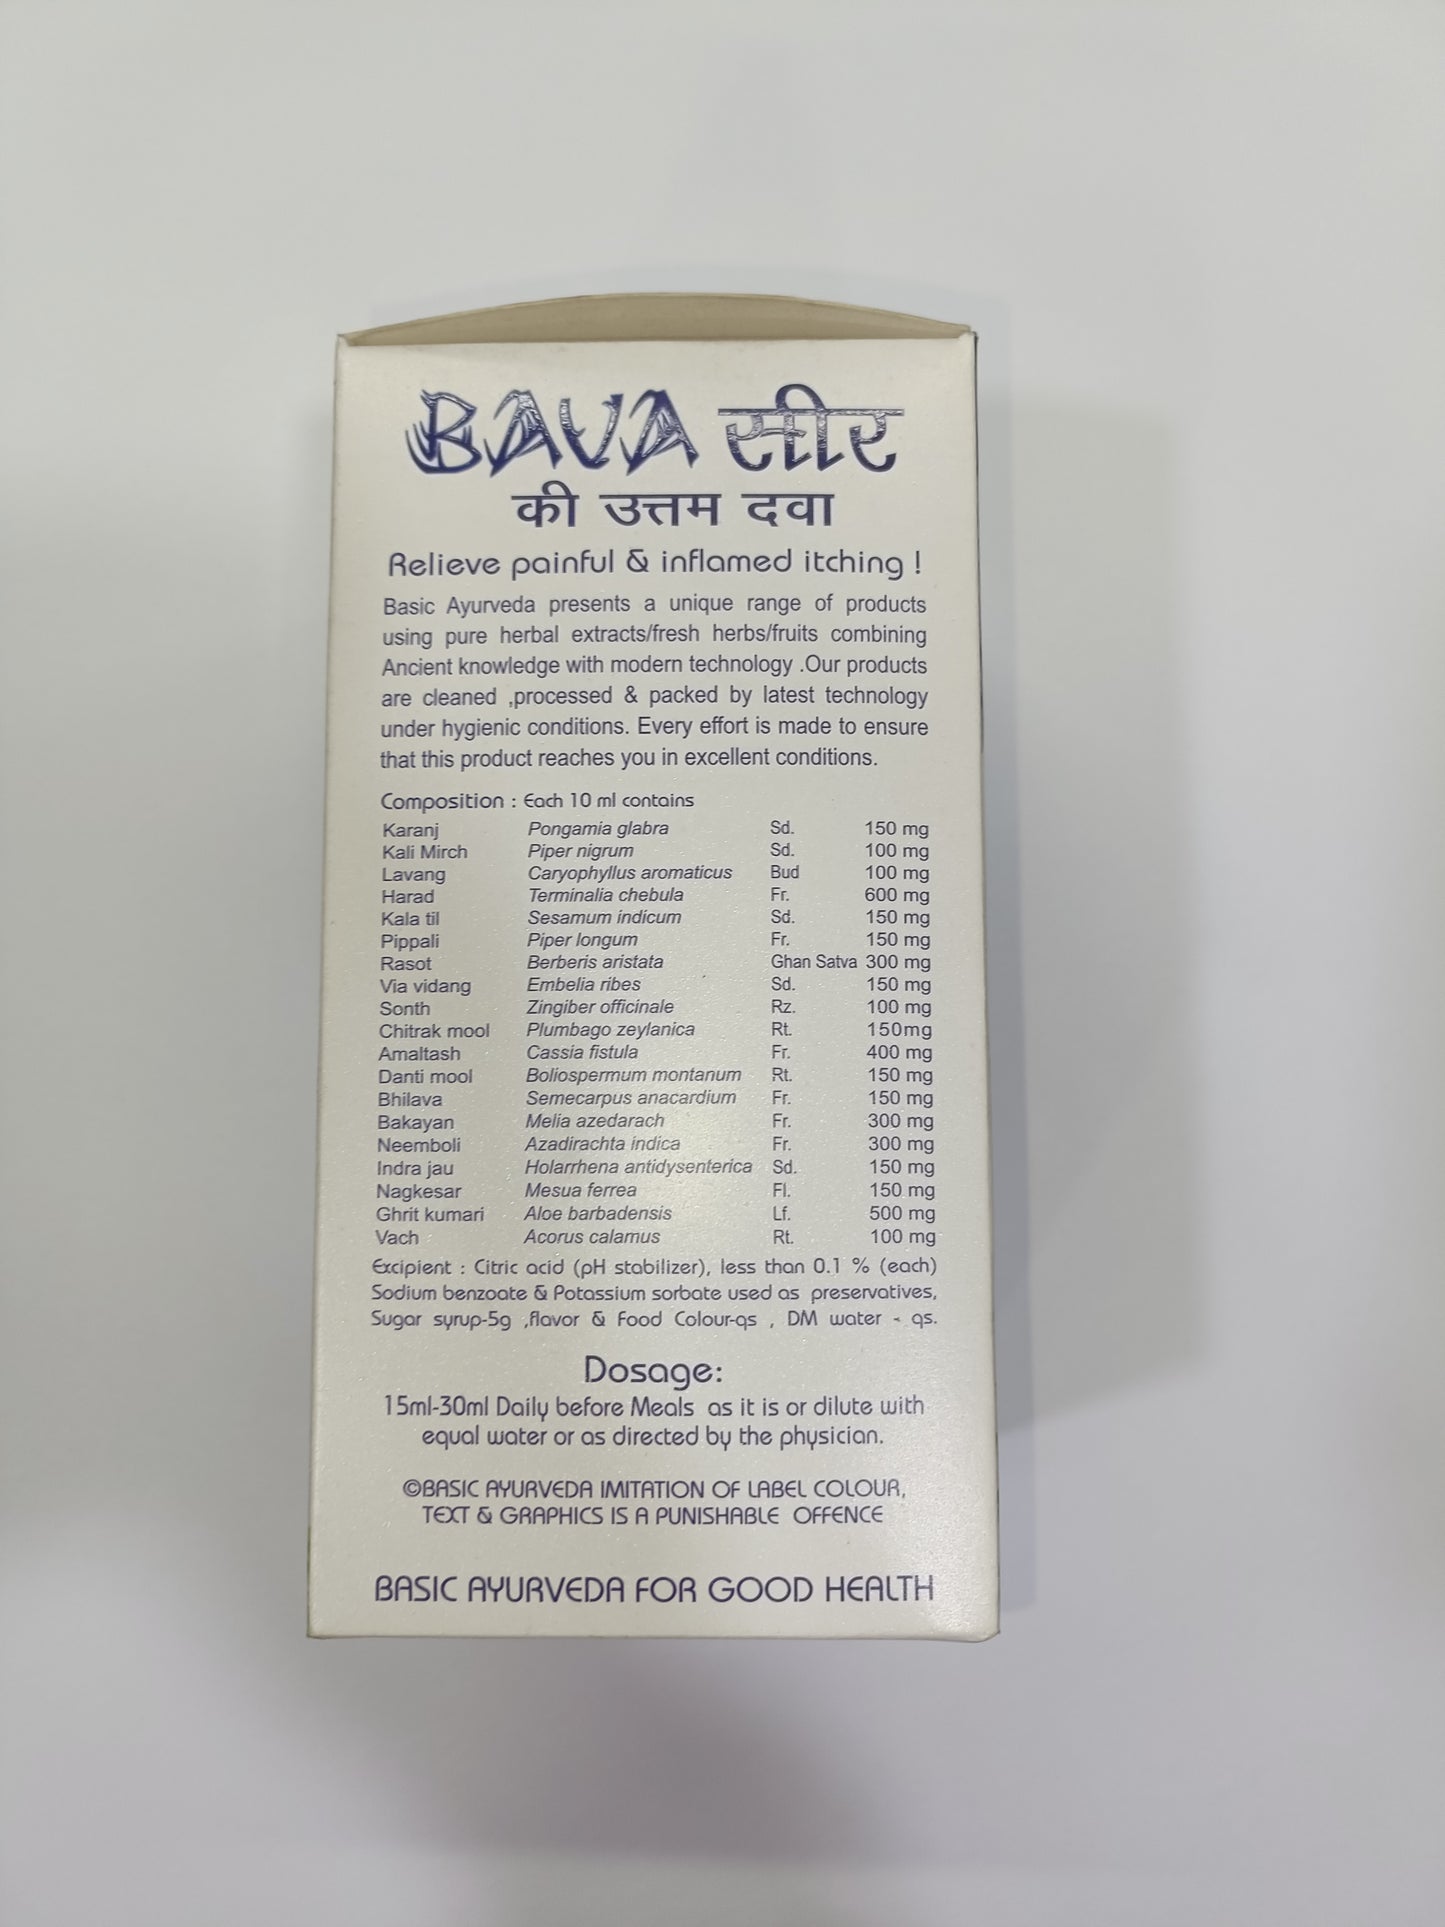 BAVA सीर
की उत्तम दवा
Relieve painful & inflamed itching !
Basic Ayurveda presents a unique range of products
using pure herbal extracts/fresh herbs/fruits combining
Ancient knowledge with modern technology .Our products
are cleaned ,processed & packed by latest technology
under hygienic conditions. Every effort is made to ensure
that this product reaches you in excellent conditions.
Composition : Each 10 ml contains
Karanj Pongamia glabra Sd. 150 mg
Kali Mirch Piper nigrum Sd. 100 mg
Lavang Caryophyllus aromaticus Bud 100 mg
Harad Terminalia chebula Fr. 600 mg
Kala til Sesamum indicum Sd. 150 mg
Pippali Piper longum Fr. 150 mg
Rasot Berberis aristata Ghan Satva 300 mg
Via vidang Embelia ribes Sd. 150 mg
Sonth Zingiber officinale Rz. 100 mg
Chitrak mool Plumbago zeylanica Rt. 150mg
Amaltash Cassia fistula Fr. 400 mg
Danti mool Boliospermum montanum Rt. 150 mg
Bhilava Semecarpus anacardium Fr. 150 mg
Bakayan Melia azedarach Fr. 300 mg
Neemboli Azadirachta indica Fr. 300 mg
Indra jau Holarrhena antidysenterica Sd. 150 mg
Nagkesar Mesua ferrea Fl. 150 mg
Ghrit kumari Aloe barbadensis Lf. 500 mg
Vach Acorus calamus Rt. 100 mg
Excipient : Citric acid (pH stabilizer), less than 0.1 % (each)
Sodium benzoate & Potassium sorbate used as preservatives,
Sugar syrup-5g ,flavor & Food Colour-qs , DM water - qs.
Dosage:
15ml-30ml Daily before Meals as it is or dilute with
equal water or as directed by the physician.
©BASIC AYURVEDA IMITATION OF LABEL COLOUR,
TEXT & GRAPHICS IS A PUNISHABLE OFFENCE
BASIC AYURVEDA FOR GOOD HEALTH